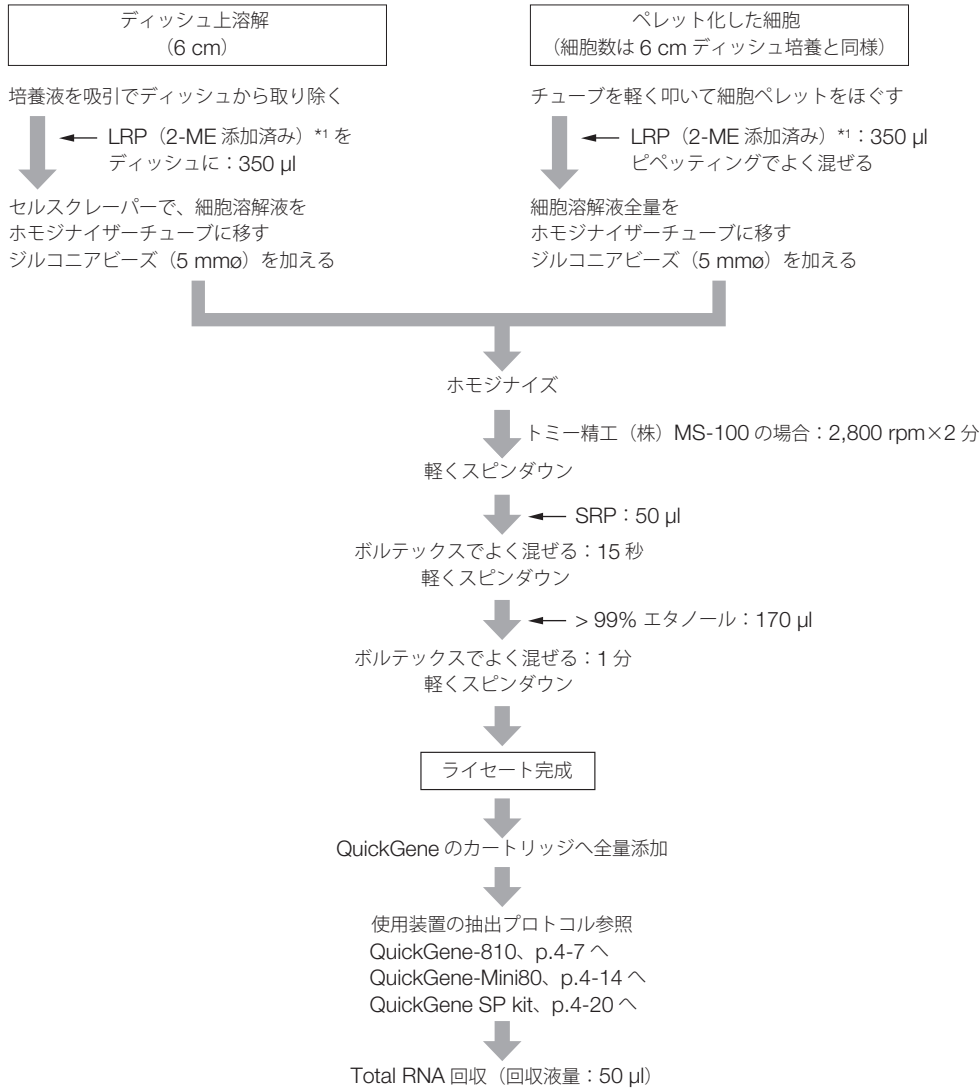 ディッシュ上溶解
（6 cm）
培養液を吸引でディッシュから取り除く
LRP（2-ME 添加済み）*1 を
ディッシュに：350 µl
セルスクレーパーで、細胞溶解液を
ホモジナイザーチューブに移す
ジルコニアビーズ（5 mmø）を加える
ペレット化した細胞
（細胞数は 6 cm ディッシュ培養と同様）
チューブを軽く叩いて細胞ペレットをほぐす
LRP（2-ME 添加済み）*1：350 µl
ピペッティングでよく混ぜる
細胞溶解液全量を
ホモジナイザーチューブに移す
ジルコニアビーズ（5 mmø）を加える
ホモジナイズ
トミー精工（株）MS-100 の場合：2,800 rpm×2 分
軽くスピンダウン
SRP：50 µl
ボルテックスでよく混ぜる：15 秒
軽くスピンダウン
> 99% エタノール：170 µl
ボルテックスでよく混ぜる：1 分
軽くスピンダウン
ライセート完成
QuickGene のカートリッジへ全量添加
使用装置の抽出プロトコル参照
QuickGene-810、p.4-7 へ
QuickGene-Mini80、p.4-14 へ
QuickGene SP kit、p.4-20 へ
Total RNA 回収（回収液量：50 µl）